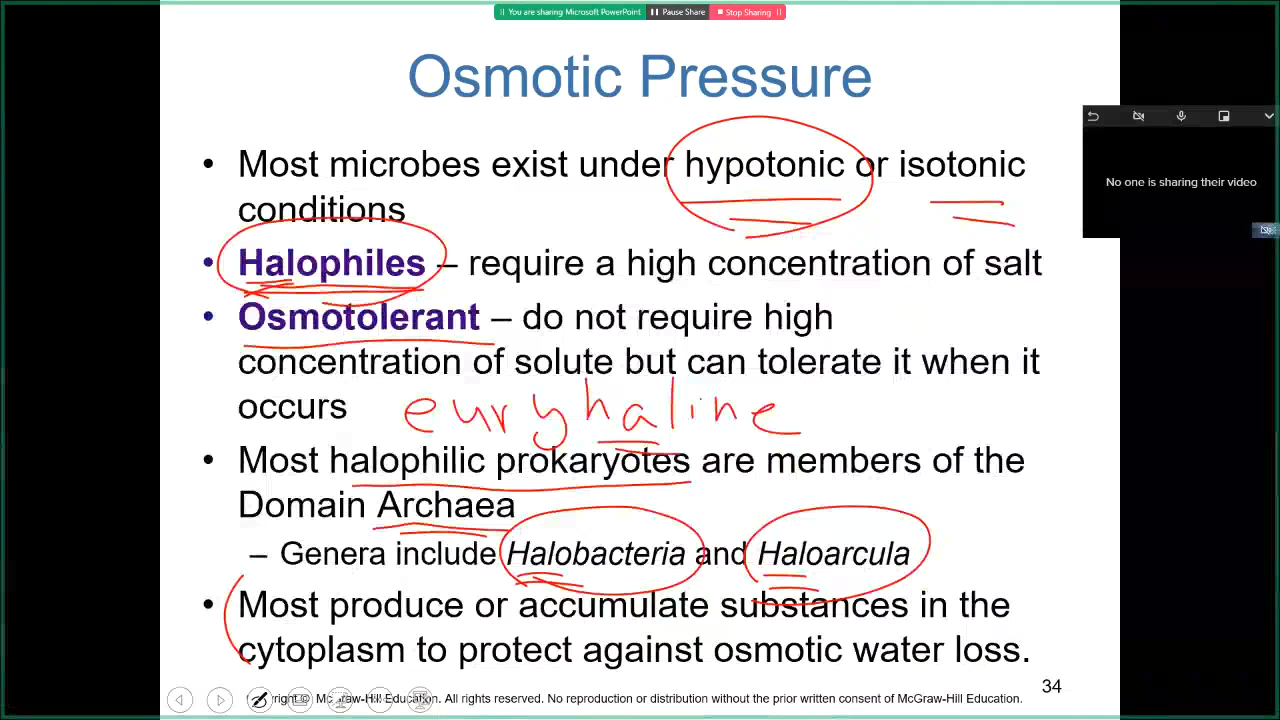 You are sharing Microsoft PowerPoint Pause Share Stop Sharing
Osmotic Pressure
No one is sharing their video
• Most microbes exist under hypotonic or isotonic
conditions
• Halophiles – require a high concentration of salt
• Osmotolerant – do not require high
concentration of solute but can tolerate it when it
occurs euryhaline
• Most halophilic prokaryotes are members of the
Domain Archaea
– Genera include Halobacteria and Haloarcula
• Most produce or accumulate substances in the
cytoplasm to protect against osmotic water loss.
34
McGraw-Hill Education. All rights reserved. No reproduction or distribution without the prior written consent of McGraw-Hill Education.